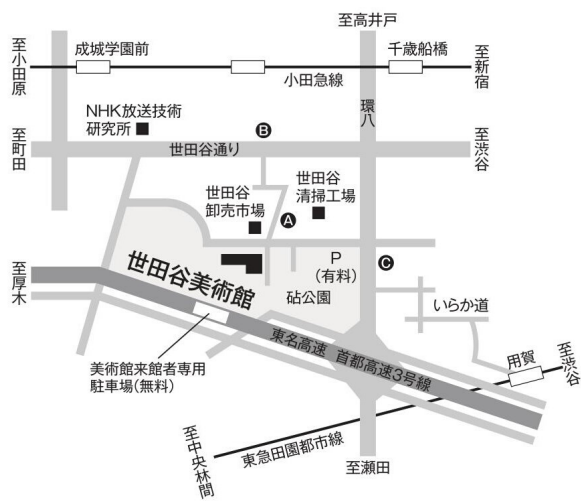 至高井戸
至小田原
成城学園前
千歳船橋
至新宿
小田急線
環八
NHK放送技術
研究所
B
至町田
世田谷通り
至渋谷
世田谷
卸売市場
世田谷
清掃工場
A
P
(有料)
C
至厚木
世田谷美術館
砧公園
いらか道
東名高速 首都高速3号線
美術館来館者専用
駐車場(無料)
用賀
至渋谷
至中央林間
東急田園都市線
至瀬田